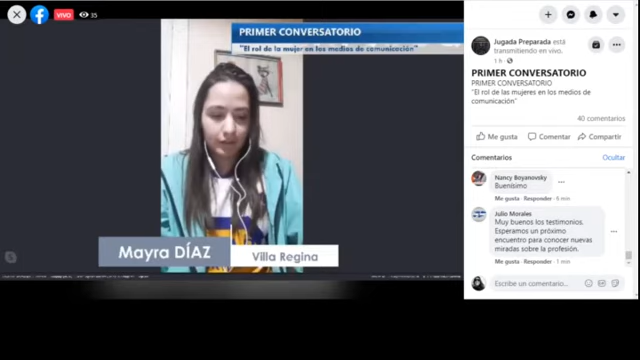 VIVO
35
PRIMER CONVERSATORIO
"El rol de la mujer en los medios de comunicación"
Mayra DÍAZ
Villa Regina
Jugada Preparada está
transmitiendo en vivo.
1 h
PRIMER CONVERSATORIO
PRIMER CONVERSATORIO
"El rol de las mujeres en los medios de
comunicación"
40 comentarios
Me gusta
Comentar
Compartir
Comentarios
Ocultar
Nancy Boyanovsky
Buenísimo
Me gusta · Responder · 6 min
Julio Morales
Muy buenos los testimonios.
Esperamos un próximo
encuentro para conocer nuevas
miradas sobre la profesión.
Me gusta · Responder · 1 min
Escribe un comentario...